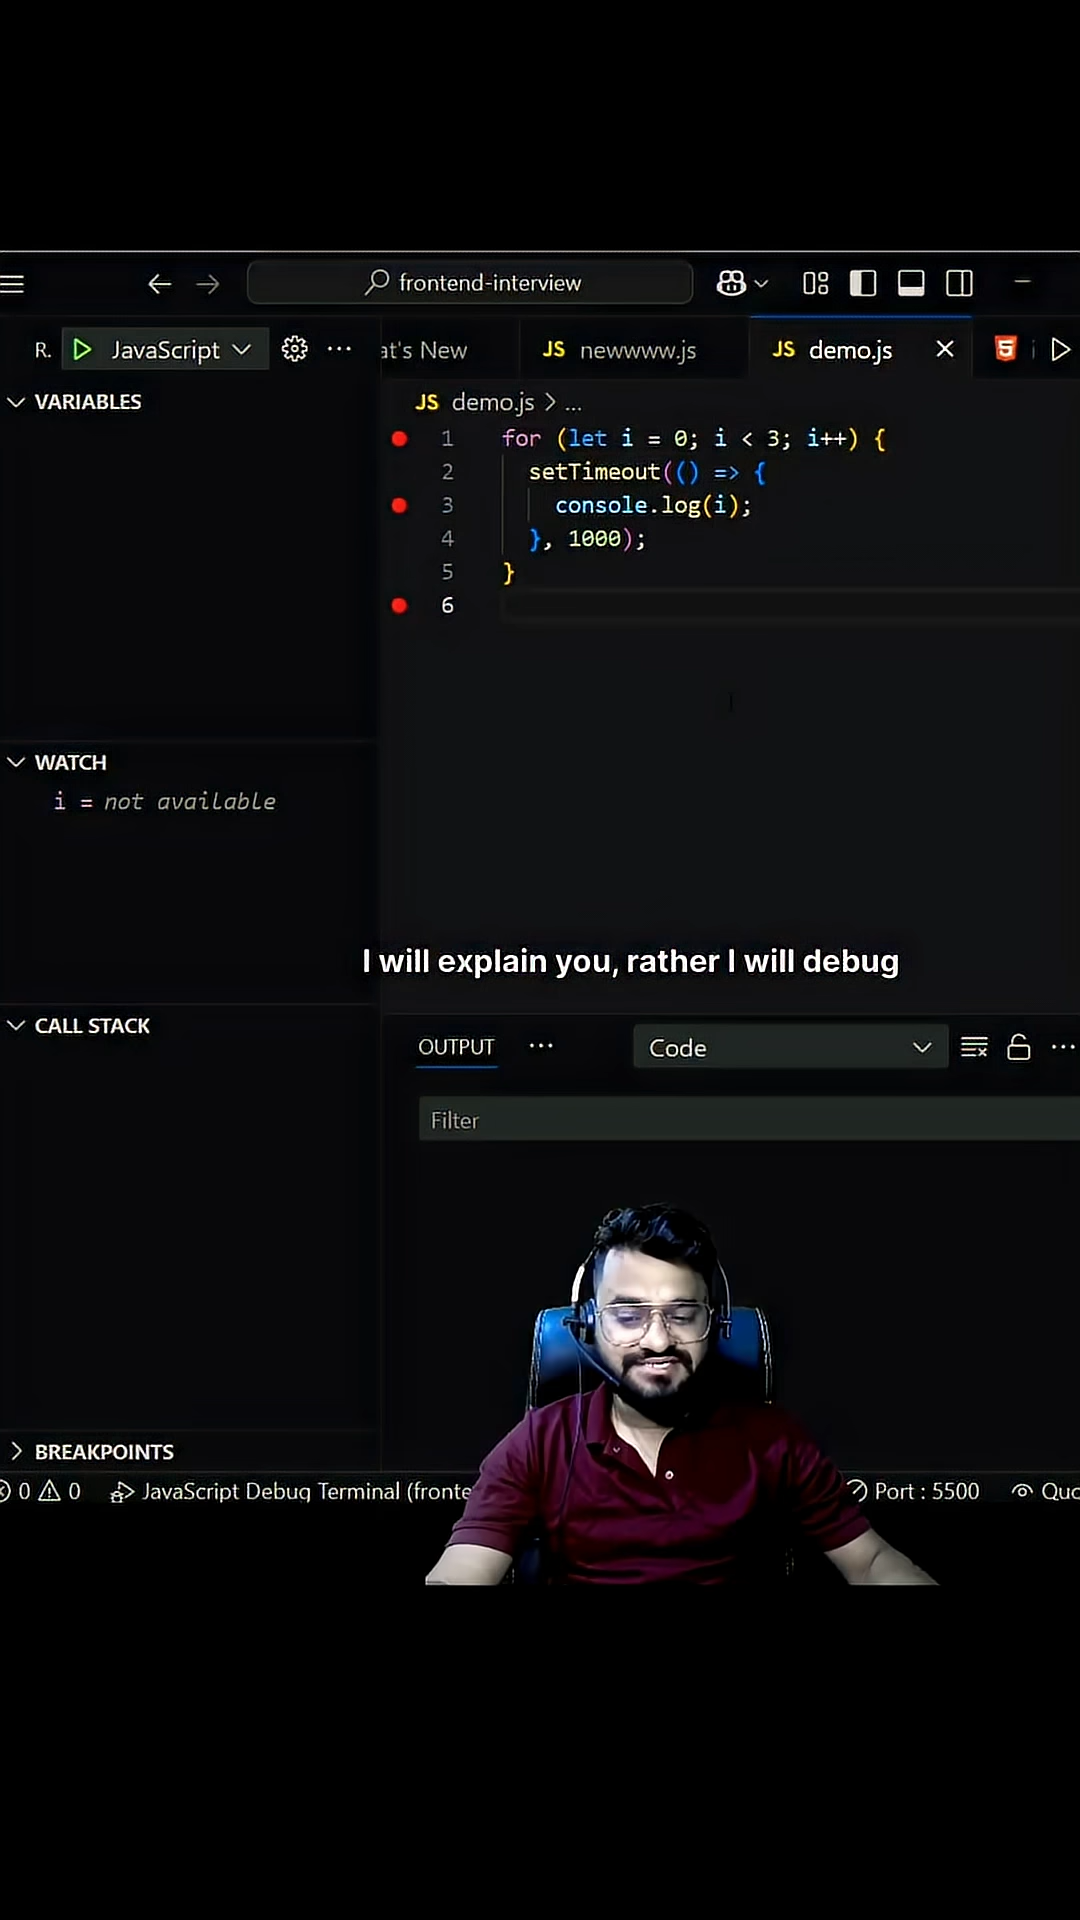 frontend-interview
R. JavaScript ...
at's New
JS newwww.js
JS demo.js
VARIABLES
JS demo.js > ...
1 for (let i = 0; i < 3; i++) {
2 setTimeout(() => {
3 console.log(i);
4 }, 1000);
5 }
6
WATCH
i = not available
I will explain you, rather I will debug
CALL STACK
OUTPUT ...
Code
...
Filter
BREAKPOINTS
0 0 JavaScript Debug Terminal (fronte
Port : 5500
Quo